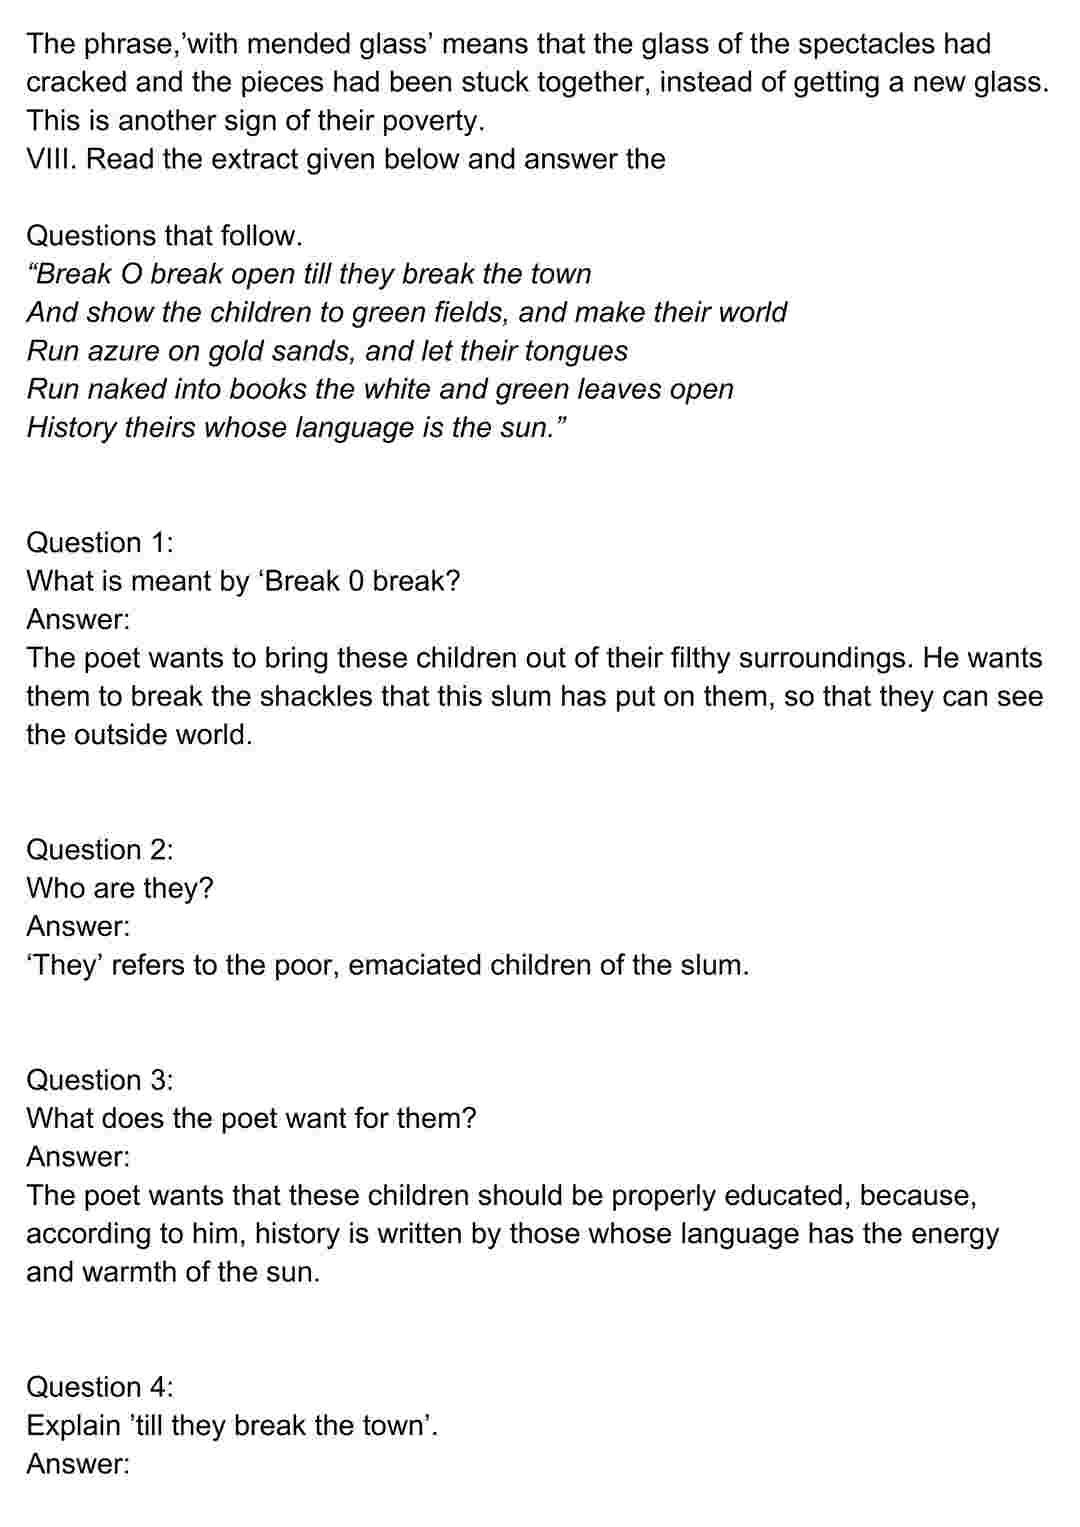 The phrase,’with mended glass’ means that the glass of the spectacles had
cracked and the pieces had been stuck together, instead of getting a new glass.
This is another sign of their poverty.
VIII. Read the extract given below and answer the
Questions that follow.
“Break O break open till they break the town
And show the children to green fields, and make their world
Run azure on gold sands, and let their tongues
Run naked into books the white and green leaves open
History theirs whose language is the sun.”
Question 1:
What is meant by ‘Break 0 break?
Answer:
The poet wants to bring these children out of their filthy surroundings. He wants
them to break the shackles that this slum has put on them, so that they can see
the outside world.
Question 2:
Who are they?
Answer:
‘They’ refers to the poor, emaciated children of the slum.
Question 3:
What does the poet want for them?
Answer:
The poet wants that these children should be properly educated, because,
according to him, history is written by those whose language has the energy
and warmth of the sun.
Question 4:
Explain ’till they break the town’.
Answer: